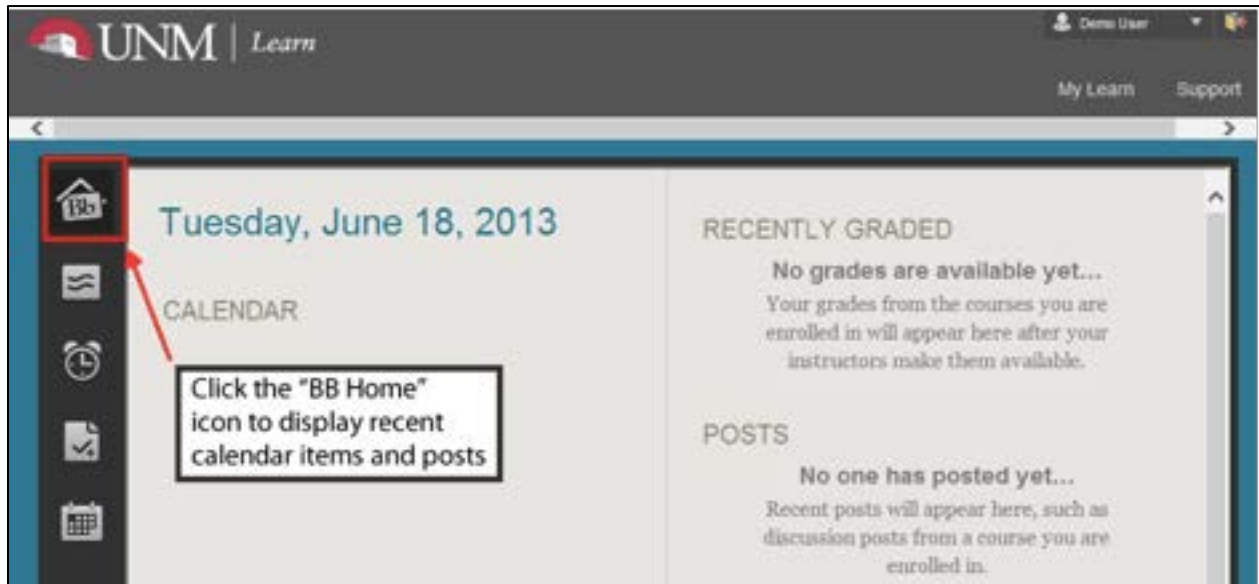 UNM | Learn
Demo User
My Learn Support
Bb
Tuesday, June 18, 2013
CALENDAR
Click the "BB Home"
icon to display recent
calendar items and posts
RECENTLY GRADED
No grades are available yet...
Your grades from the courses you are
enrolled in will appear here after your
instructors make them available.
POSTS
No one has posted yet...
Recent posts will appear here, such as
discussion posts from a course you are
enrolled in.